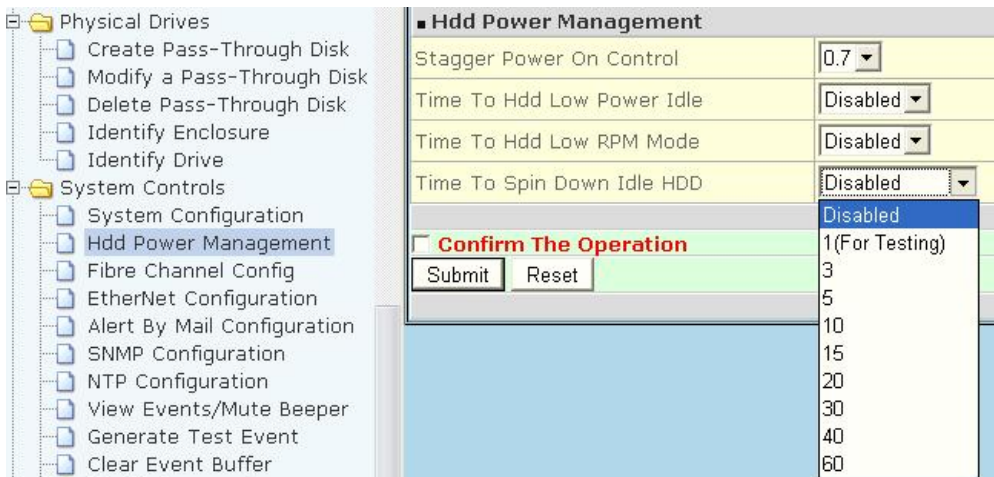 Physical Drives
Create Pass-Through Disk
Modify a Pass-Through Disk
Delete Pass-Through Disk
Identify Enclosure
Identify Drive
System Controls
System Configuration
Hdd Power Management
Fibre Channel Config
EtherNet Configuration
Alert By Mail Configuration
SNMP Configuration
NTP Configuration
View Events/Mute Beeper
Generate Test Event
Clear Event Buffer
Hdd Power Management
Stagger Power On Control 0.7
Time To Hdd Low Power Idle Disabled
Time To Hdd Low RPM Mode Disabled
Time To Spin Down Idle HDD Disabled
Disabled
1(For Testing)
3
5
10
15
20
30
40
60
Confirm The Operation
Submit Reset